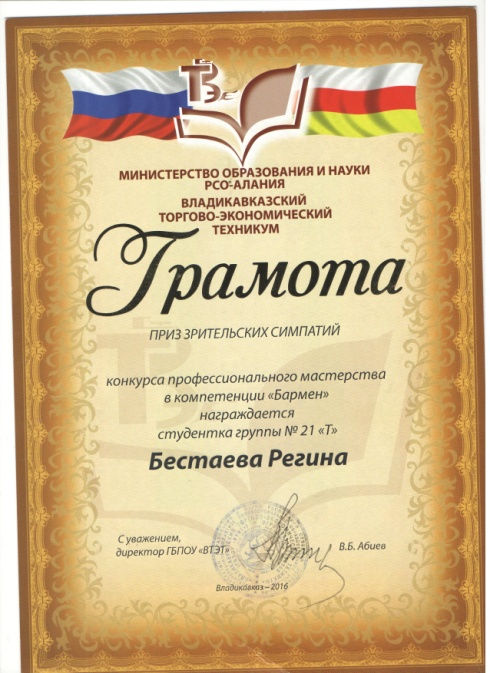 ТЭ
МИНИСТЕРСТВО ОБРАЗОВАНИЯ И НАУКИ
РСО-АЛАНИЯ
ВЛАДИКАВКАЗСКИЙ
ТОРГОВО-ЭКОНОМИЧЕСКИЙ
ТЕХНИКУМ
Грамота
ПРИЗ ЗРИТЕЛЬСКИХ СИМПАТИЙ
конкурса профессионального мастерства
в компетенции «Бармен»
награждается
студентка группы № 21 «Т»
Бестаева Регина
С уважением,
директор ГБПОУ «ВТЭТ»
В.Б. Абиев
Владикавказ – 2016